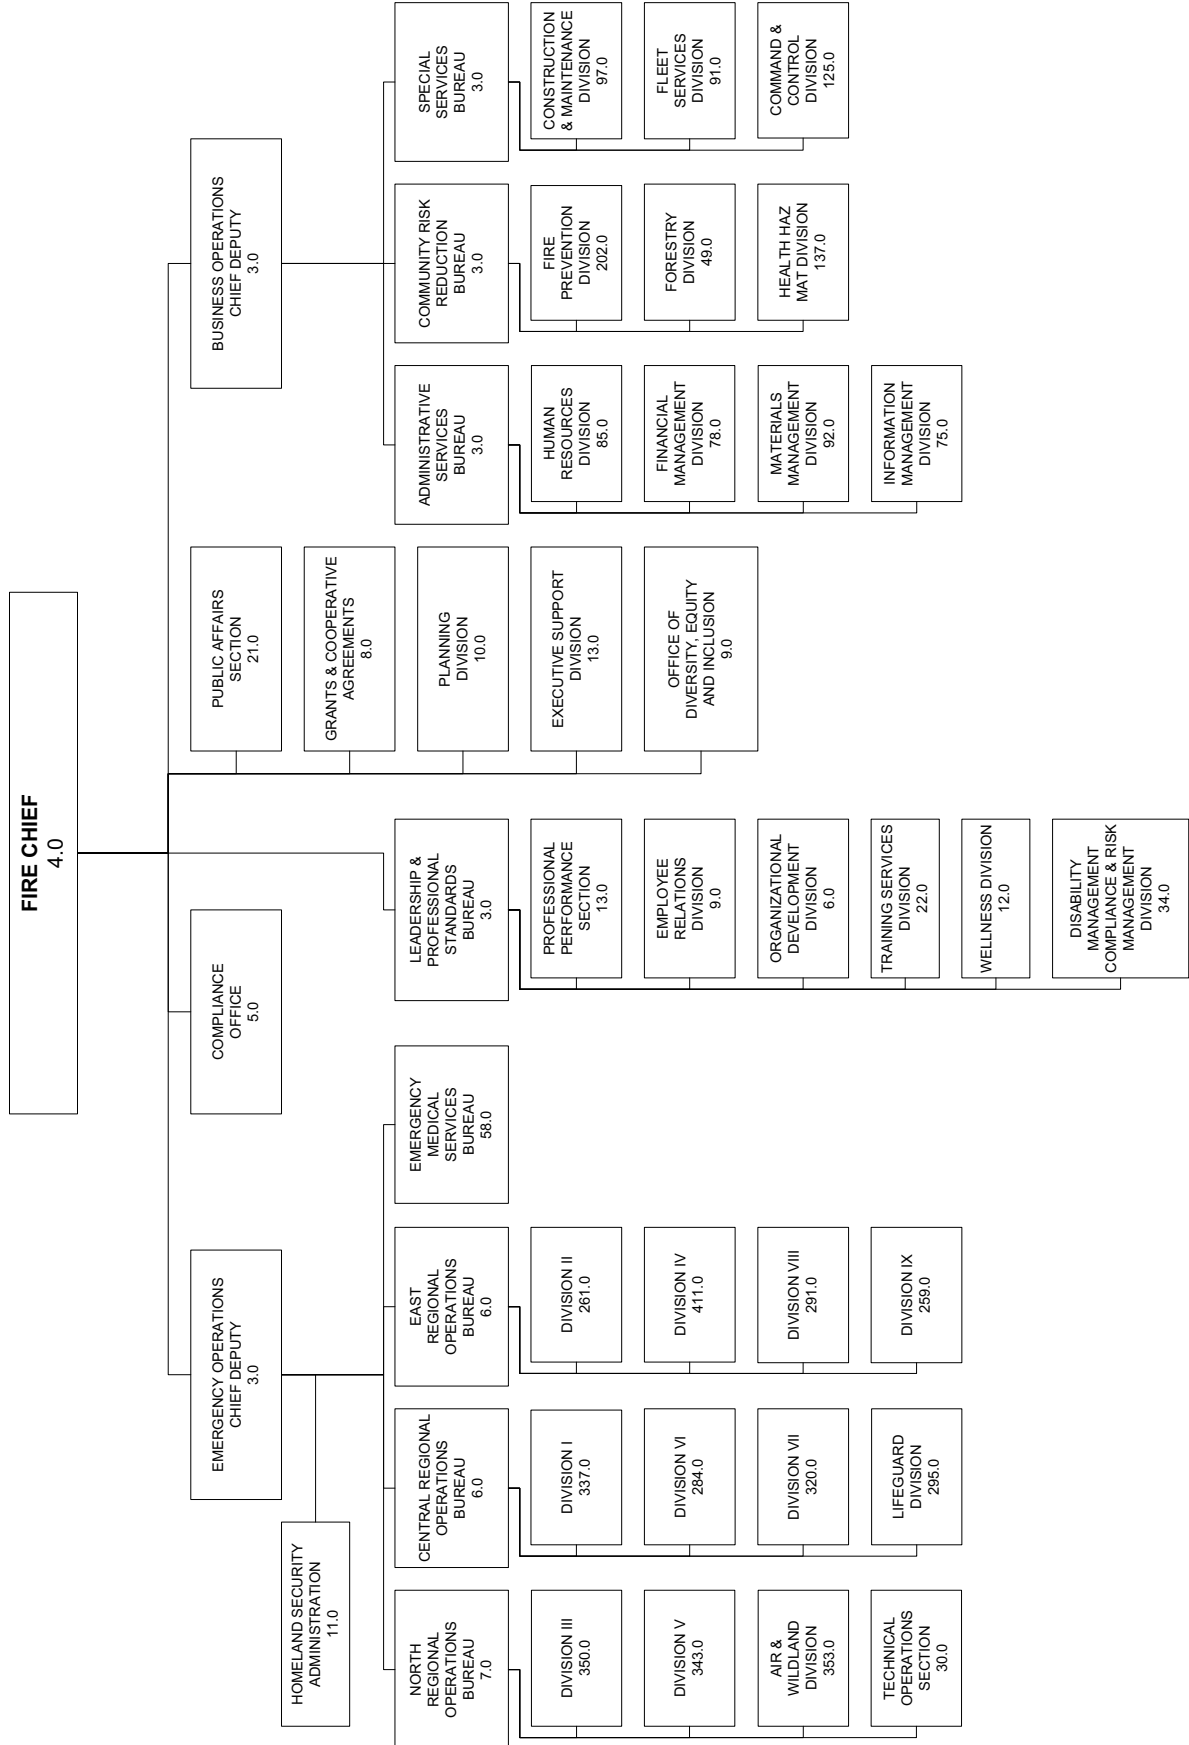 FIRE CHIEF
4.0
EMERGENCY OPERATIONS
CHIEF DEPUTY
3.0
COMPLIANCE
OFFICE
5.0
PUBLIC AFFAIRS
SECTION
21.0
BUSINESS OPERATIONS
CHIEF DEPUTY
3.0
HOMELAND SECURITY
ADMINISTRATION
11.0
GRANTS & COOPERATIVE
AGREEMENTS
8.0
PLANNING
DIVISION
10.0
EXECUTIVE SUPPORT
DIVISION
13.0
OFFICE OF
DIVERSITY, EQUITY
AND INCLUSION
9.0
NORTH
REGIONAL
OPERATIONS
BUREAU
7.0
DIVISION III
350.0
DIVISION V
343.0
AIR &
WILDLAND
DIVISION
353.0
TECHNICAL
OPERATIONS
SECTION
30.0
CENTRAL REGIONAL
OPERATIONS
BUREAU
6.0
DIVISION I
337.0
DIVISION VI
284.0
DIVISION VII
320.0
LIFEGUARD
DIVISION
295.0
EAST
REGIONAL
OPERATIONS
BUREAU
6.0
DIVISION II
261.0
DIVISION IV
411.0
DIVISION VIII
291.0
DIVISION IX
259.0
EMERGENCY
MEDICAL
SERVICES
BUREAU
58.0
LEADERSHIP &
PROFESSIONAL
STANDARDS
BUREAU
3.0
PROFESSIONAL
PERFORMANCE
SECTION
13.0
EMPLOYEE
RELATIONS
DIVISION
9.0
ORGANIZATIONAL
DEVELOPMENT
DIVISION
6.0
TRAINING SERVICES
DIVISION
22.0
WELLNESS DIVISION
12.0
DISABILITY
MANAGEMENT
COMPLIANCE & RISK
MANAGEMENT
DIVISION
34.0
ADMINISTRATIVE
SERVICES
BUREAU
3.0
HUMAN
RESOURCES
DIVISION
85.0
FINANCIAL
MANAGEMENT
DIVISION
78.0
MATERIALS
MANAGEMENT
DIVISION
92.0
INFORMATION
MANAGEMENT
DIVISION
75.0
COMMUNITY RISK
REDUCTION
BUREAU
3.0
FIRE
PREVENTION
DIVISION
202.0
FORESTRY
DIVISION
49.0
HEALTH HAZ
MAT DIVISION
137.0
SPECIAL
SERVICES
BUREAU
3.0
CONSTRUCTION
& MAINTENANCE
DIVISION
97.0
FLEET
SERVICES
DIVISION
91.0
COMMAND &
CONTROL
DIVISION
125.0